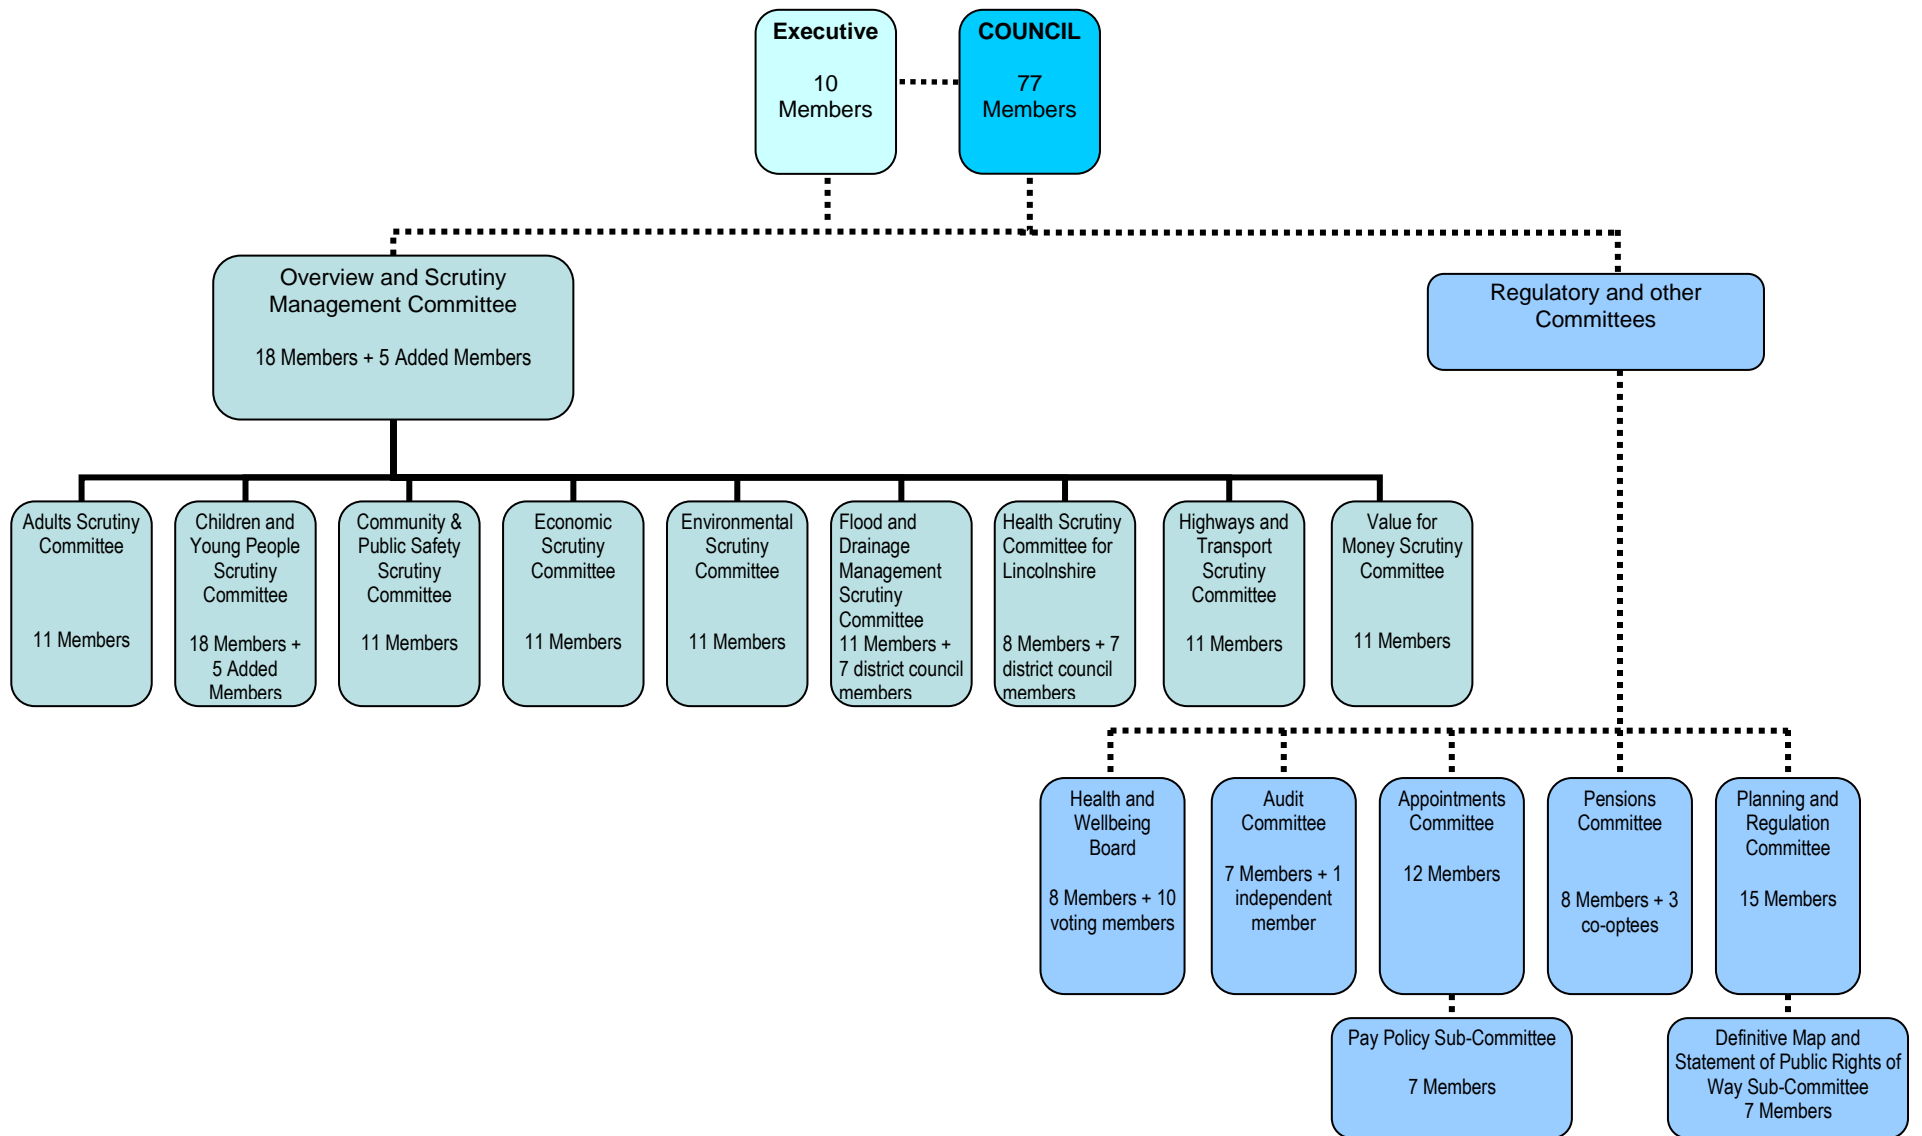 Executive
10
Members
COUNCIL
77
Members
Overview and Scrutiny
Management Committee
18 Members + 5 Added Members
Regulatory and other
Committees
Adults Scrutiny
Committee
11 Members
Children and
Young People
Scrutiny
Committee
18 Members +
5 Added
Members
Community &
Public Safety
Scrutiny
Committee
11 Members
Economic
Scrutiny
Committee
11 Members
Environmental
Scrutiny
Committee
11 Members
Flood and
Drainage
Management
Scrutiny
Committee
11 Members +
7 district council
members
Health Scrutiny
Committee for
Lincolnshire
8 Members + 7
district council
members
Highways and
Transport
Scrutiny
Committee
11 Members
Value for
Money Scrutiny
Committee
11 Members
Health and
Wellbeing
Board
8 Members + 10
voting members
Audit
Committee
7 Members + 1
independent
member
Appointments
Committee
12 Members
Pensions
Committee
8 Members + 3
co-optees
Planning and
Regulation
Committee
15 Members
Pay Policy Sub-Committee
7 Members
Definitive Map and
Statement of Public Rights of
Way Sub-Committee
7 Members